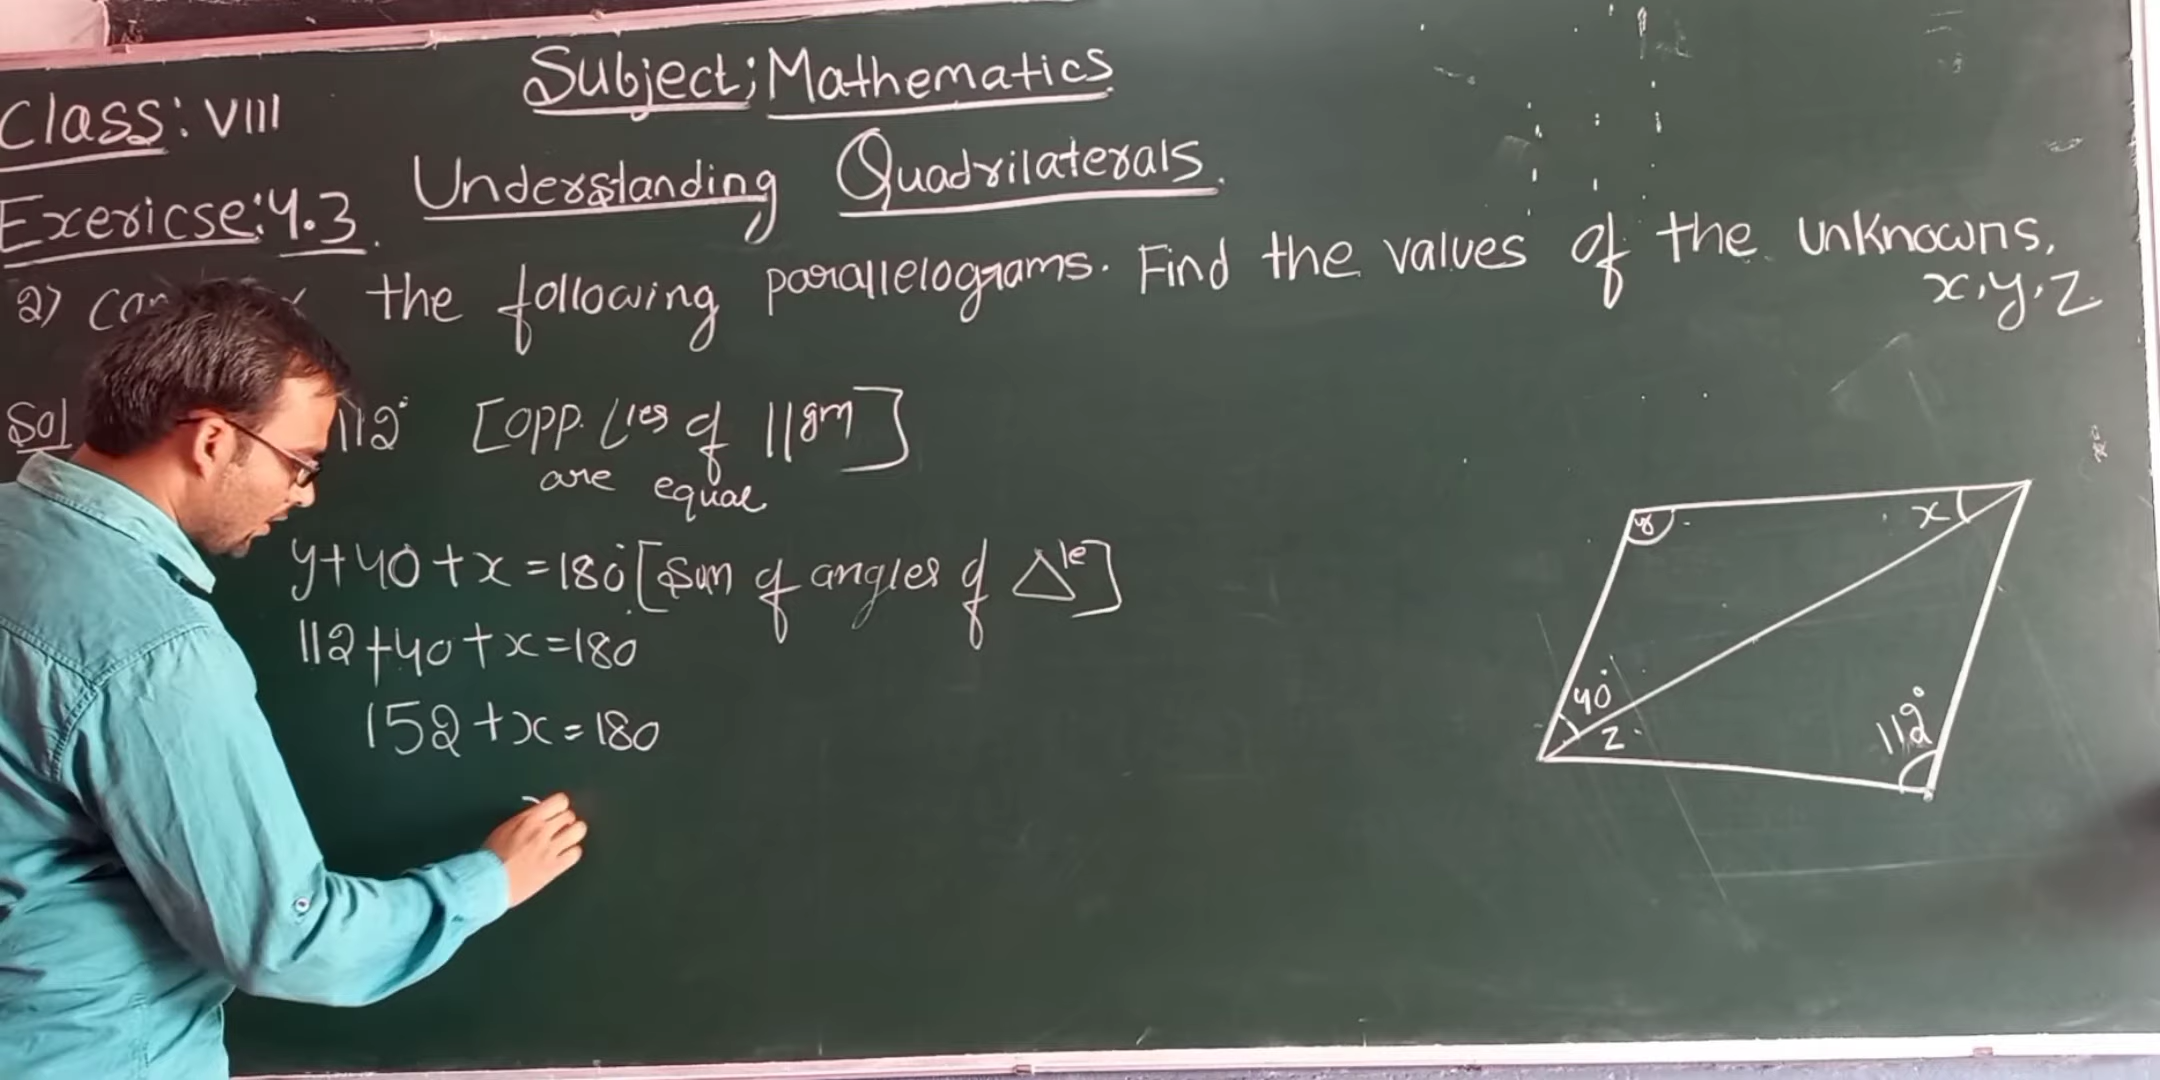 Subject; Mathematics
Class: VIII
Understanding Quadrilaterals.
Exericse: 4.3.
2) the following parallelograms. Find the values of the unknowns,
x, y, z.
Sol 112° [opp. ∠ies of ||gm]
are equal
y+40+x=180° [Sum of angles of △le]
112+40+x=180
152+x=180
y x
40°
z
112°